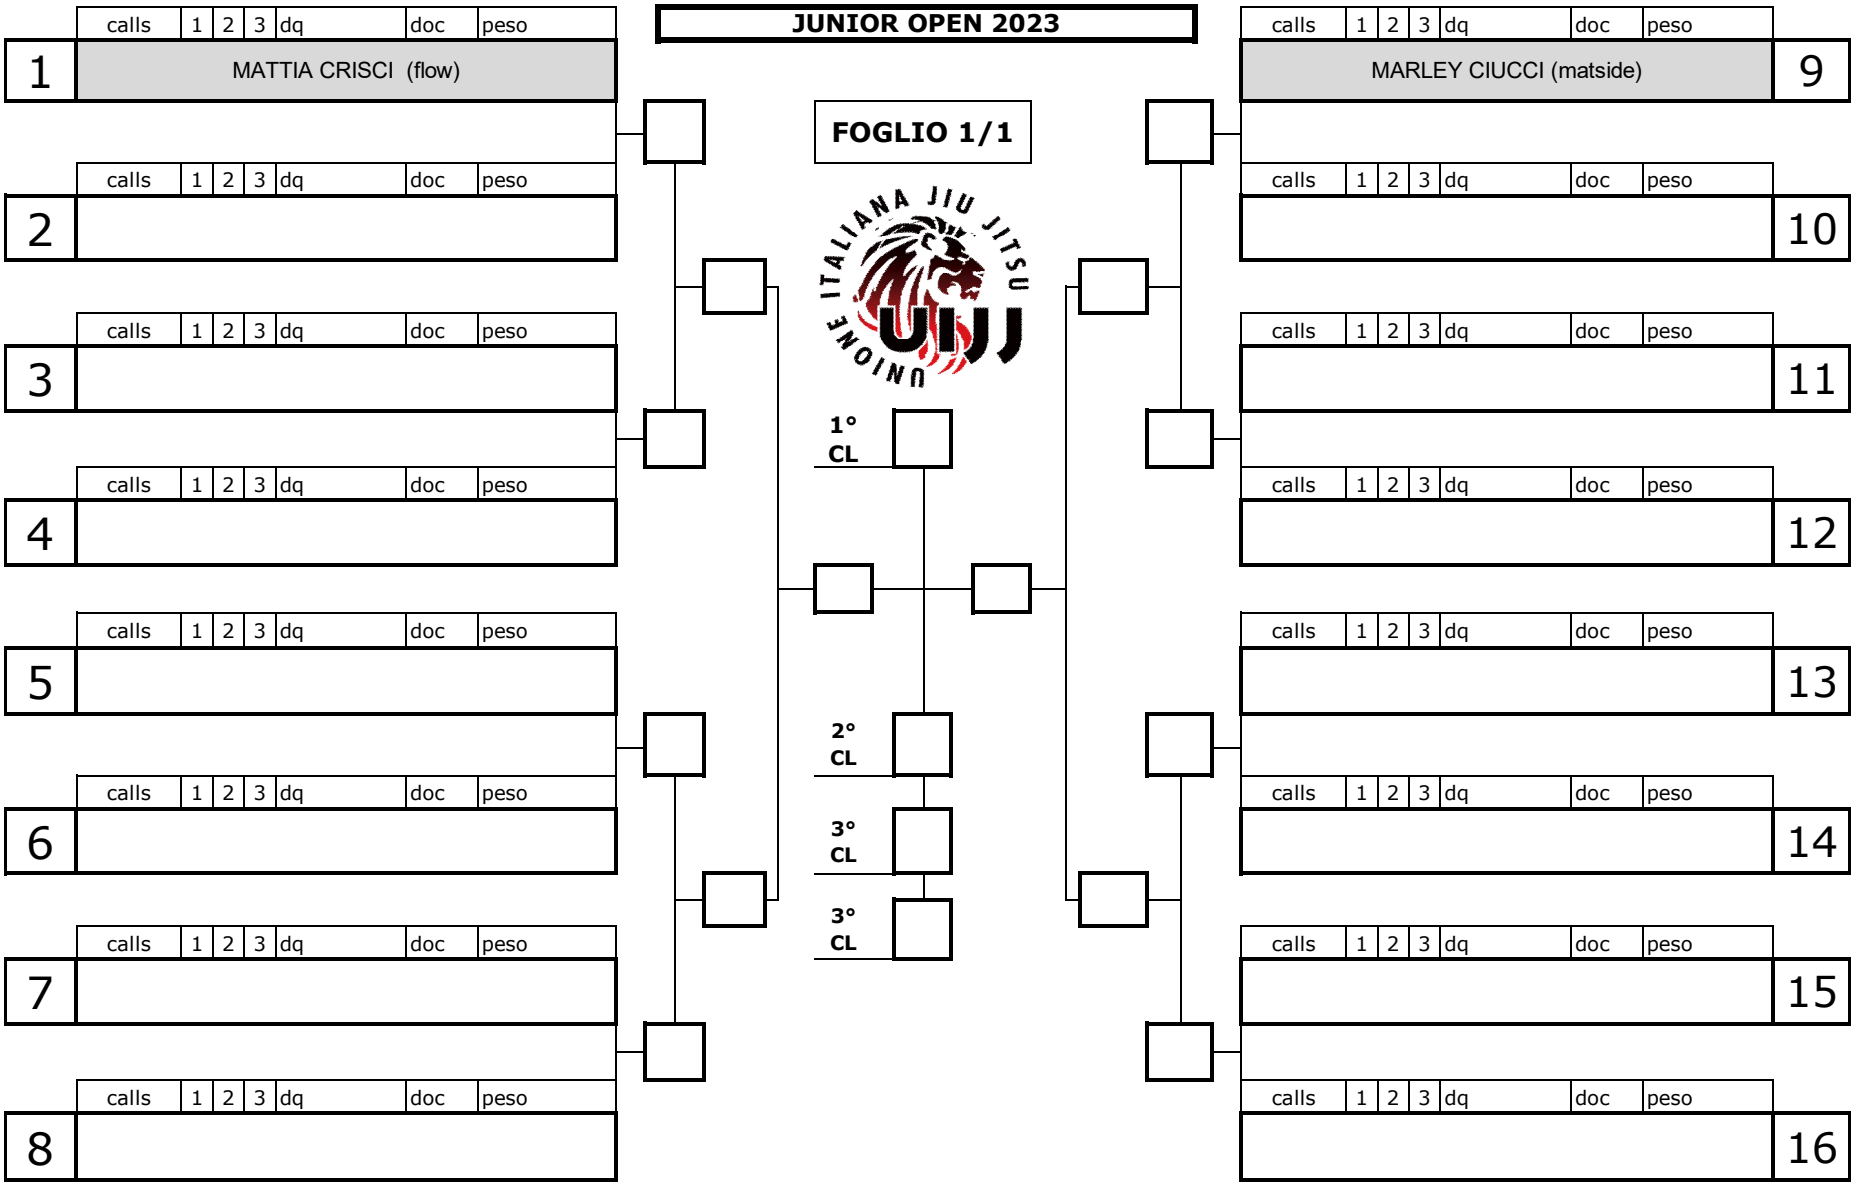 JUNIOR OPEN 2023
calls 1 2 3 dq doc peso
1 MATTIA CRISCI (flow)
calls 1 2 3 dq doc peso
2
calls 1 2 3 dq doc peso
3
calls 1 2 3 dq doc peso
4
calls 1 2 3 dq doc peso
5
calls 1 2 3 dq doc peso
6
calls 1 2 3 dq doc peso
7
calls 1 2 3 dq doc peso
8
FOGLIO 1/1
UNIONE ITALIANA JIU JITSU
UIJJ
1°
CL
2°
CL
3°
CL
3°
CL
calls 1 2 3 dq doc peso
MARLEY CIUCCI (matside) 9
calls 1 2 3 dq doc peso
10
calls 1 2 3 dq doc peso
11
calls 1 2 3 dq doc peso
12
calls 1 2 3 dq doc peso
13
calls 1 2 3 dq doc peso
14
calls 1 2 3 dq doc peso
15
calls 1 2 3 dq doc peso
16